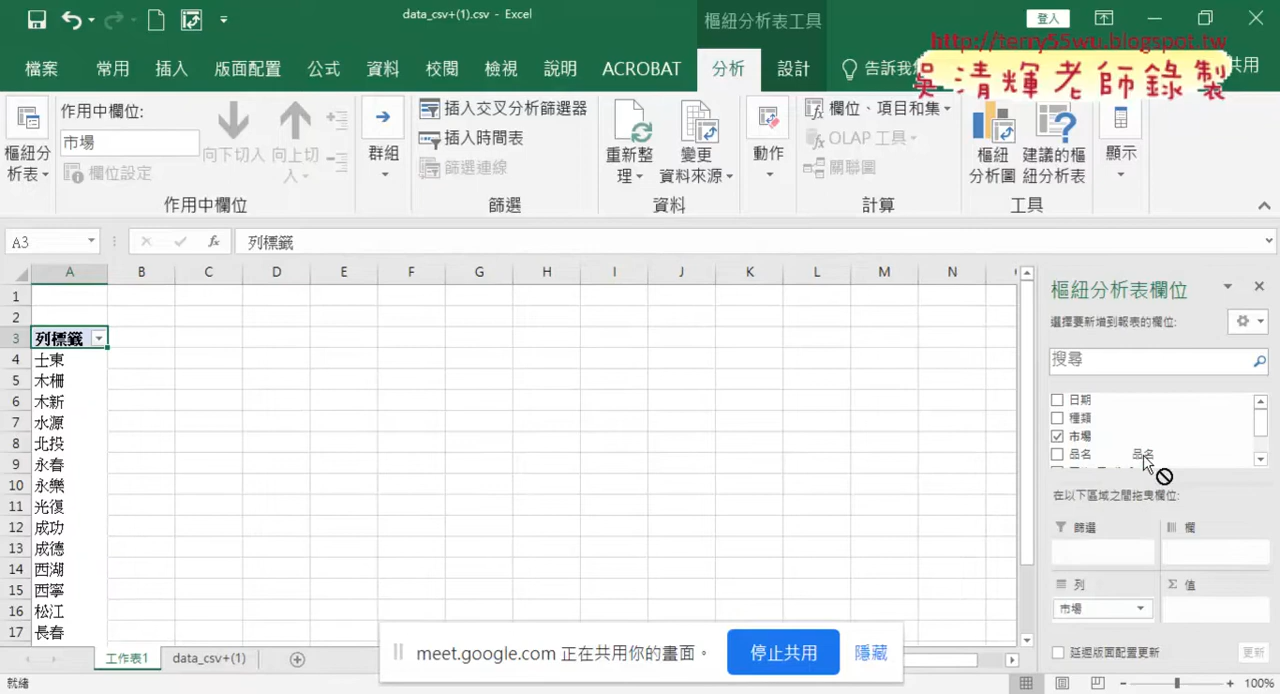 data_csv+(1).csv - Excel
樞紐分析表工具
登入
http://terry55wu.blogspot.tw
吳清輝老師錄製
檔案 常用 插入 版面配置 公式 資料 校閱 檢視 說明 ACROBAT 分析 設計 告訴我 共用
作用中欄位:
市場
欄位設定
樞紐分析表
向下切入
向上切入
作用中欄位
群組
插入交叉分析篩選器
插入時間表
篩選連線
篩選
重新整理
變更資料來源
資料
動作
欄位、項目和集
OLAP 工具
關聯圖
計算
樞紐分析圖
建議的樞紐分析表
工具
顯示
A3
fx
列標籤
A B C D E F G H I J K L M N
1
2
3 列標籤
4 士東
5 木柵
6 木新
7 水源
8 北投
9 永春
10 永樂
11 光復
12 成功
13 成德
14 西湖
15 西寧
16 松江
17 長春
樞紐分析表欄位
選擇要新增到報表的欄位:
搜尋
日期
種類
市場
品名 品名
在以下區域之間拖曳欄位:
篩選 欄
列 Σ 值
市場
延遲版面配置更新 更新
meet.google.com 正在共用你的畫面。 停止共用 隱藏
工作表1 data_csv+(1)
就緒
100%